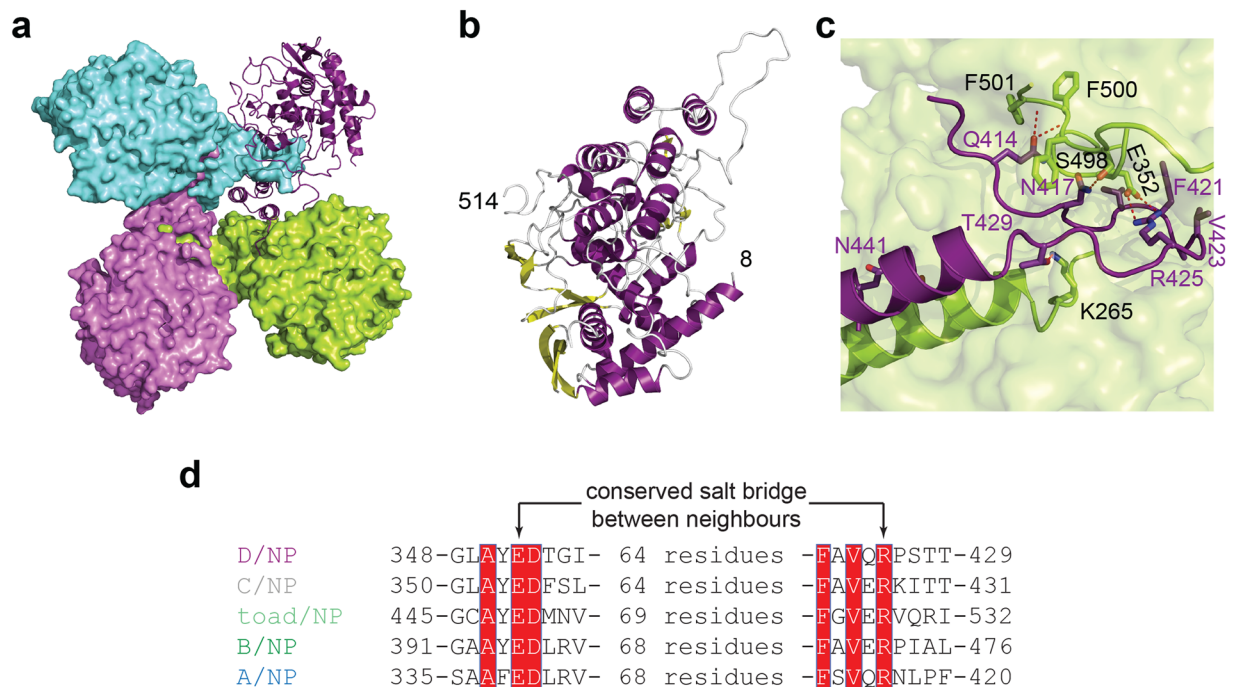 a
b
c
514
8
F501
F500
Q414
S498
E352
N417
F421
T429
V423
N441
R425
K265
d
conserved salt bridge
between neighbours
D/NP 348-GLAYEDTGI- 64 residues -FAVQRPSTT-429
C/NP 350-GLAYEDFSL- 64 residues -FAVERKITT-431
toad/NP 445-GCAYEDMNV- 69 residues -FGVERVQRI-532
B/NP 391-GAAYEDLRV- 68 residues -FAVERPIAL-476
A/NP 335-SAAFEDLRV- 68 residues -FSVQRNLPF-420